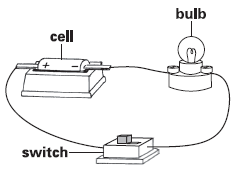 bulb
cell
+ −
switch